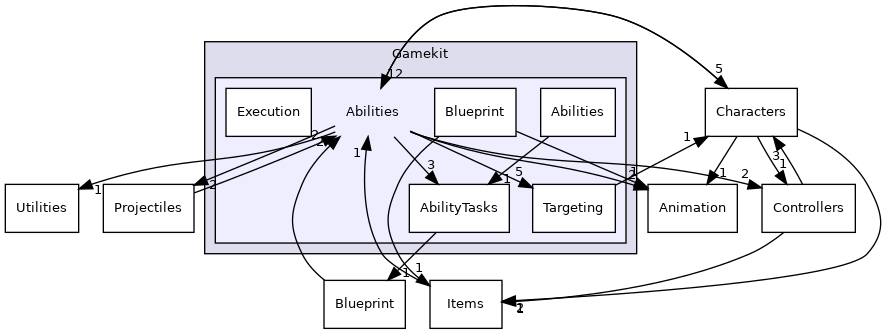 Gamekit
5
12
Execution
Abilities
Blueprint
Abilities
Characters
2
2
1
1
3
1
3
1
5
1
1
2
1
2
1
2
Utilities
Projectiles
AbilityTasks
Targeting
Animation
Controllers
1
1
Blueprint
Items
2